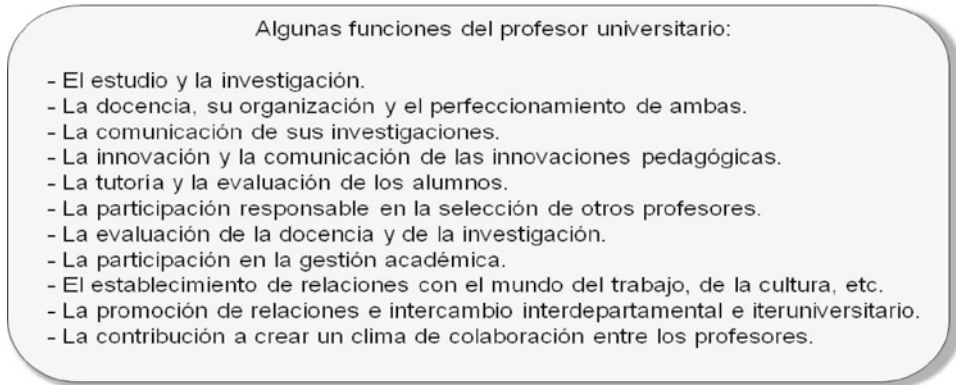 Algunas funciones del profesor universitario:
- El estudio y la investigación.
- La docencia, su organización y el perfeccionamiento de ambas.
- La comunicación de sus investigaciones.
- La innovación y la comunicación de las innovaciones pedagógicas.
- La tutoría y la evaluación de los alumnos.
- La participación responsable en la selección de otros profesores.
- La evaluación de la docencia y de la investigación.
- La participación en la gestión académica.
- El establecimiento de relaciones con el mundo del trabajo, de la cultura, etc.
- La promoción de relaciones e intercambio interdepartamental e iteruniversitario.
- La contribución a crear un clima de colaboración entre los profesores.